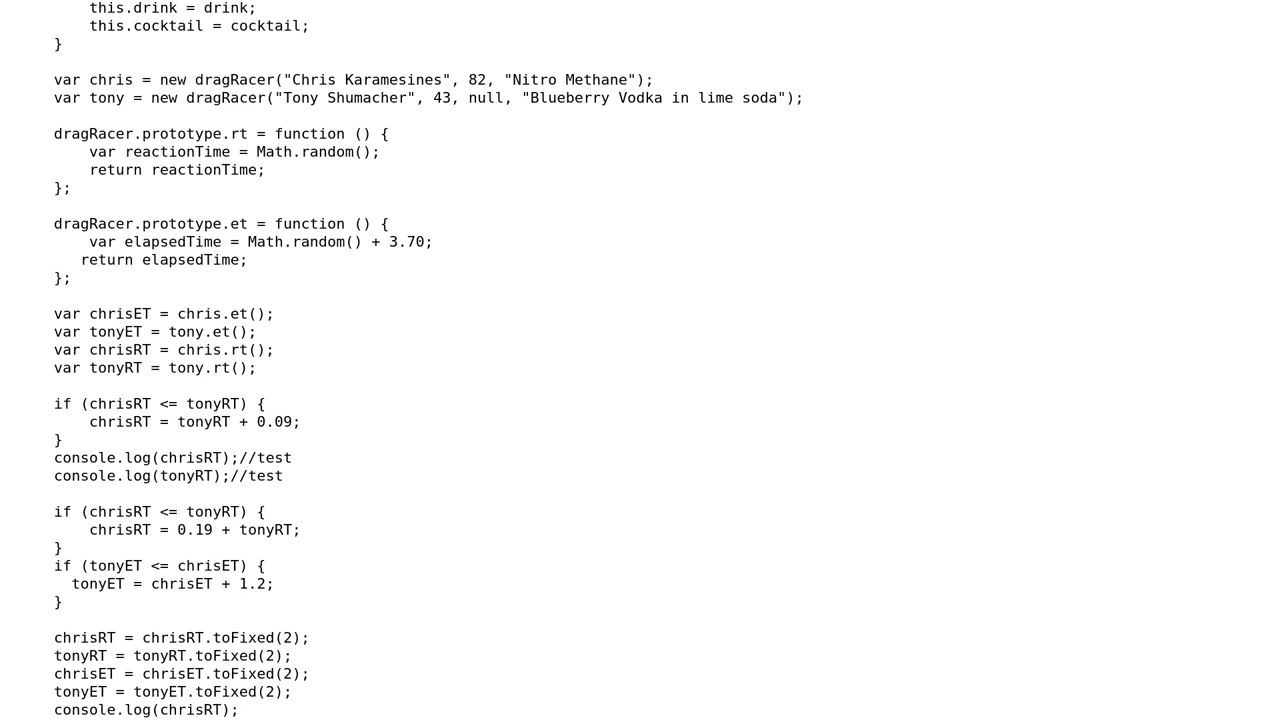 this.drink = drink;
    this.cocktail = cocktail;
}

var chris = new dragRacer("Chris Karamesines", 82, "Nitro Methane");
var tony = new dragRacer("Tony Shumacher", 43, null, "Blueberry Vodka in lime soda");

dragRacer.prototype.rt = function () {
    var reactionTime = Math.random();
    return reactionTime;
};

dragRacer.prototype.et = function () {
    var elapsedTime = Math.random() + 3.70;
   return elapsedTime;
};

var chrisET = chris.et();
var tonyET = tony.et();
var chrisRT = chris.rt();
var tonyRT = tony.rt();

if (chrisRT <= tonyRT) {
    chrisRT = tonyRT + 0.09;
}
console.log(chrisRT);//test
console.log(tonyRT);//test

if (chrisRT <= tonyRT) {
    chrisRT = 0.19 + tonyRT;
}
if (tonyET <= chrisET) {
  tonyET = chrisET + 1.2;
}

chrisRT = chrisRT.toFixed(2);
tonyRT = tonyRT.toFixed(2);
chrisET = chrisET.toFixed(2);
tonyET = tonyET.toFixed(2);
console.log(chrisRT);